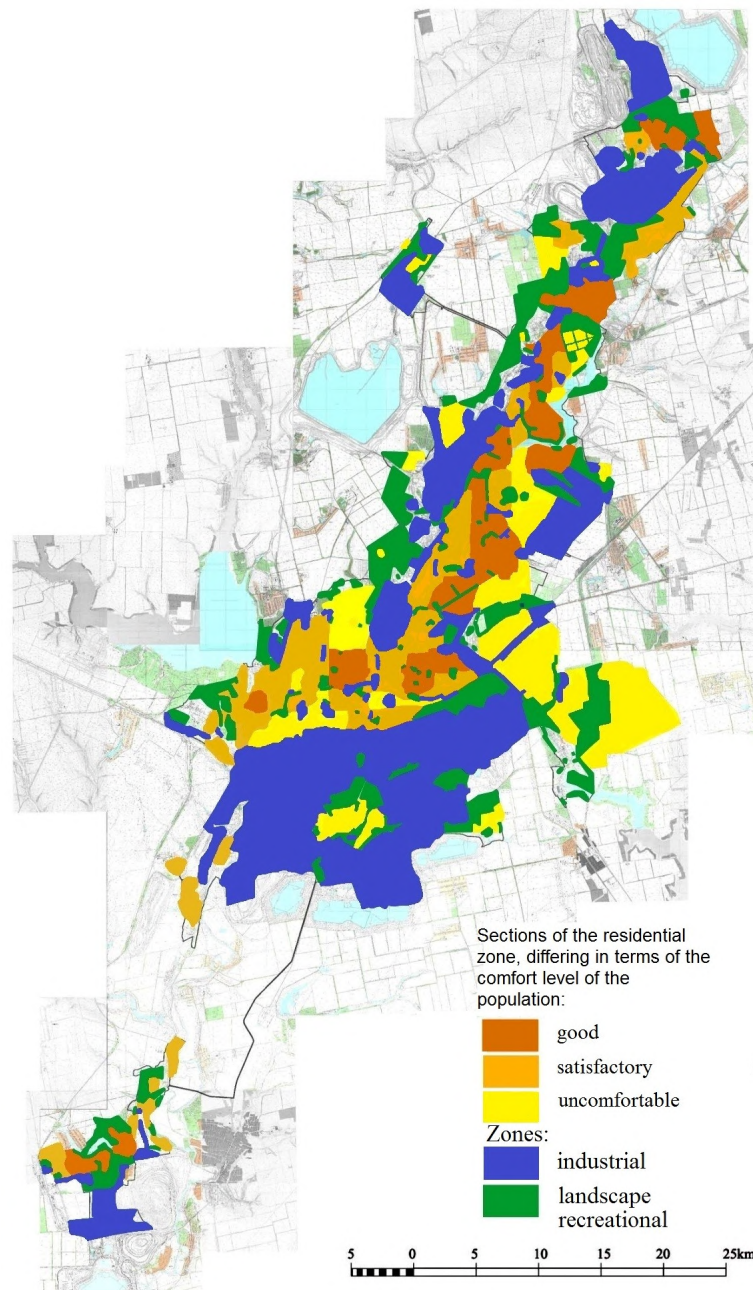 Sections of the residential
zone, differing in terms of the
comfort level of the
population:
good
satisfactory
uncomfortable
Zones:
industrial
landscape
recreational
5 0 5 10 15 20 25km